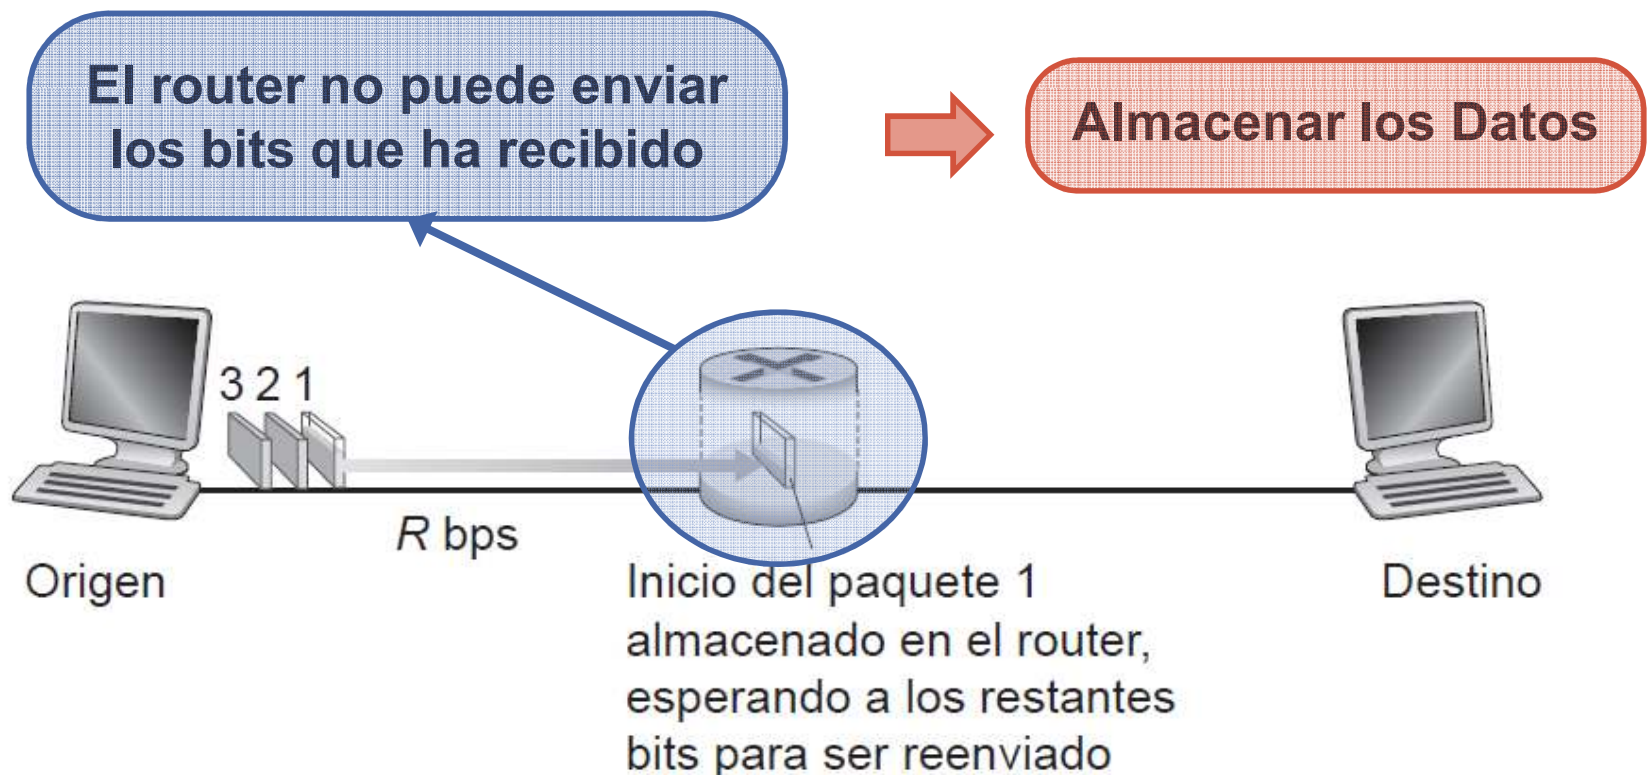 El router no puede enviar
los bits que ha recibido
Almacenar los Datos
3 2 1
R bps
Origen
Inicio del paquete 1
almacenado en el router,
esperando a los restantes
bits para ser reenviado
Destino